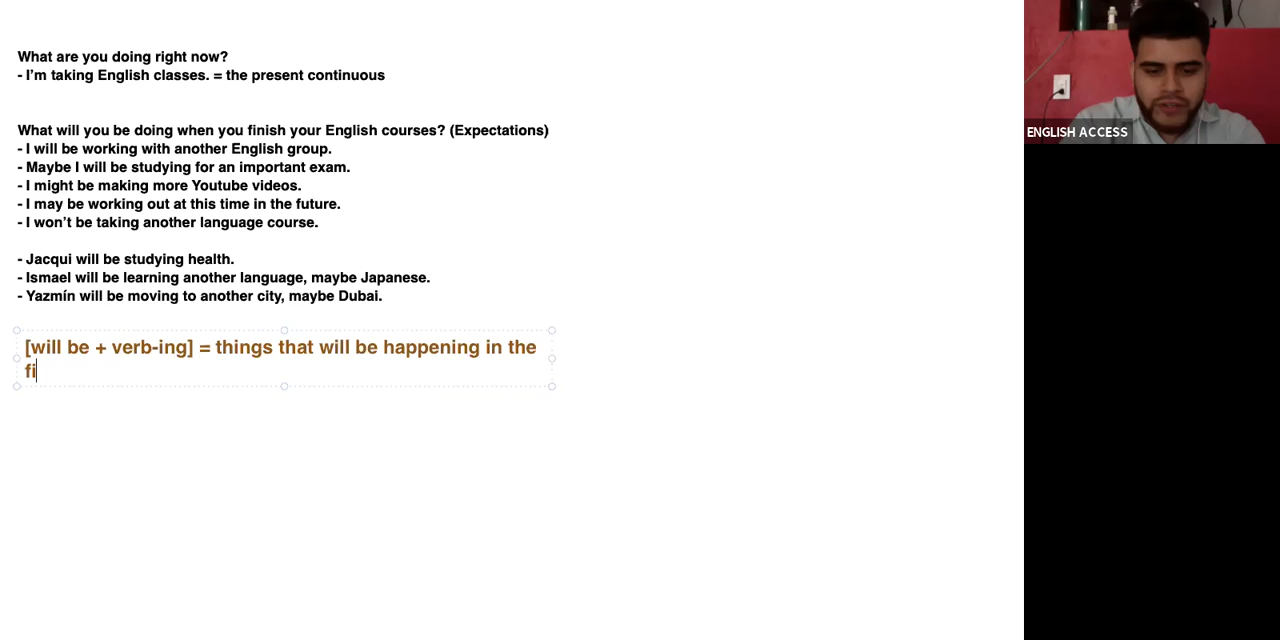 What are you doing right now?
- I'm taking English classes. = the present continuous
What will you be doing when you finish your English courses? (Expectations)
- I will be working with another English group.
- Maybe I will be studying for an important exam.
- I might be making more Youtube videos.
- I may be working out at this time in the future.
- I won't be taking another language course.
- Jacqui will be studying health.
- Ismael will be learning another language, maybe Japanese.
- Yazmín will be moving to another city, maybe Dubai.
[will be + verb-ing] = things that will be happening in the
fi
ENGLISH ACCESS